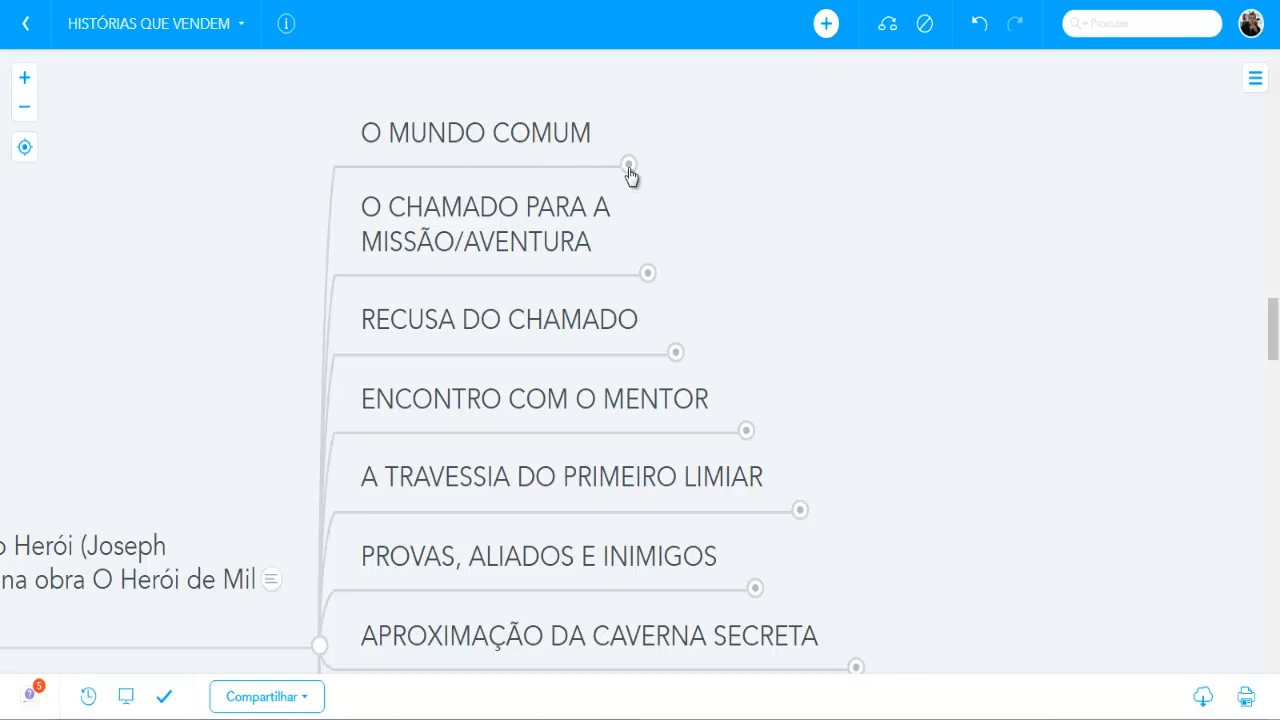 HISTÓRIAS QUE VENDEM
Procurar
O MUNDO COMUM
O CHAMADO PARA A
MISSÃO/AVENTURA
RECUSA DO CHAMADO
ENCONTRO COM O MENTOR
A TRAVESSIA DO PRIMEIRO LIMIAR
PROVAS, ALIADOS E INIMIGOS
o Herói (Joseph
na obra O Herói de Mil
APROXIMAÇÃO DA CAVERNA SECRETA
5
Compartilhar